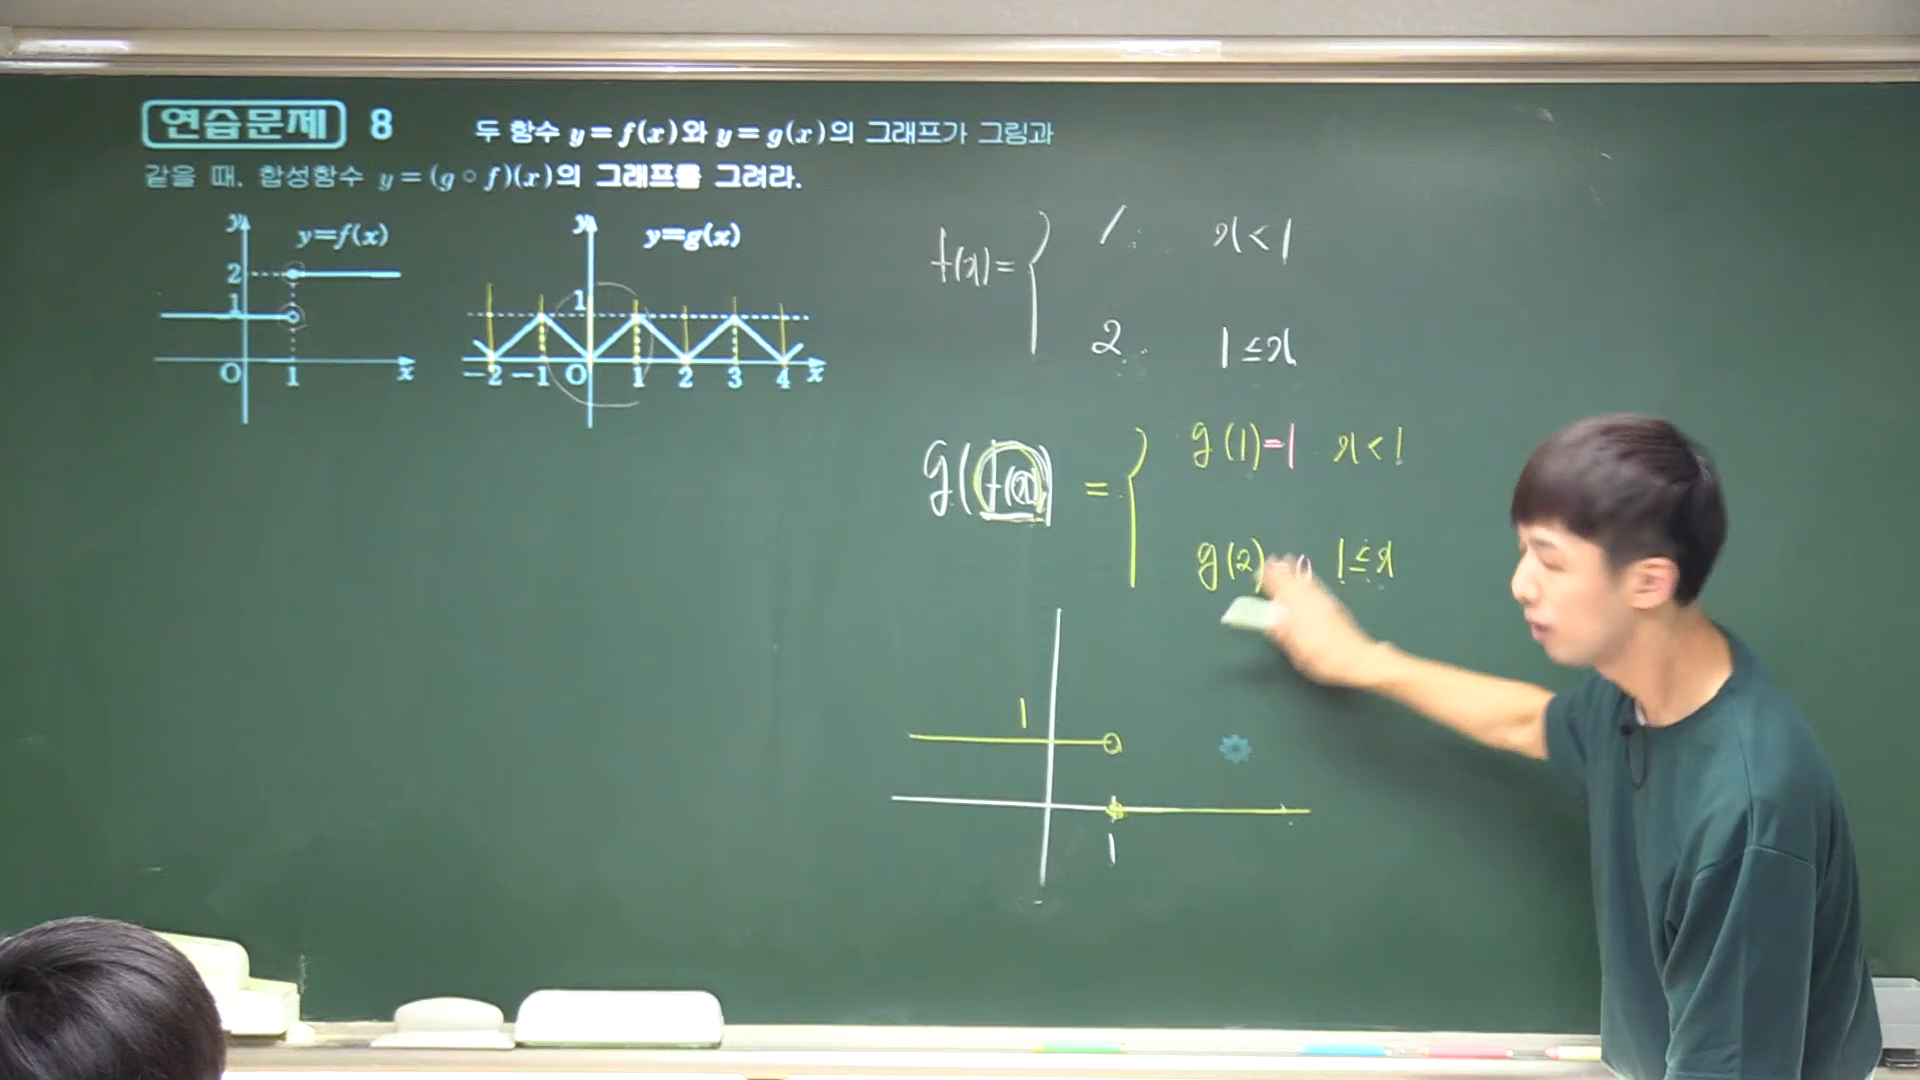 연습문제 8 두 함수 y=f(x)와 y=g(x)의 그래프가 그림과
같을 때, 합성함수 y=(g∘f)(x)의 그래프를 그려라.
y y=f(x)
2
1
O 1 x
y y=g(x)
1
-2 -1 O 1 2 3 4 x
f(x)= { 1 x<1
2 1≤x
g(f(x)) = { g(1)=1 x<1
g(2)=0 1≤x
1
1